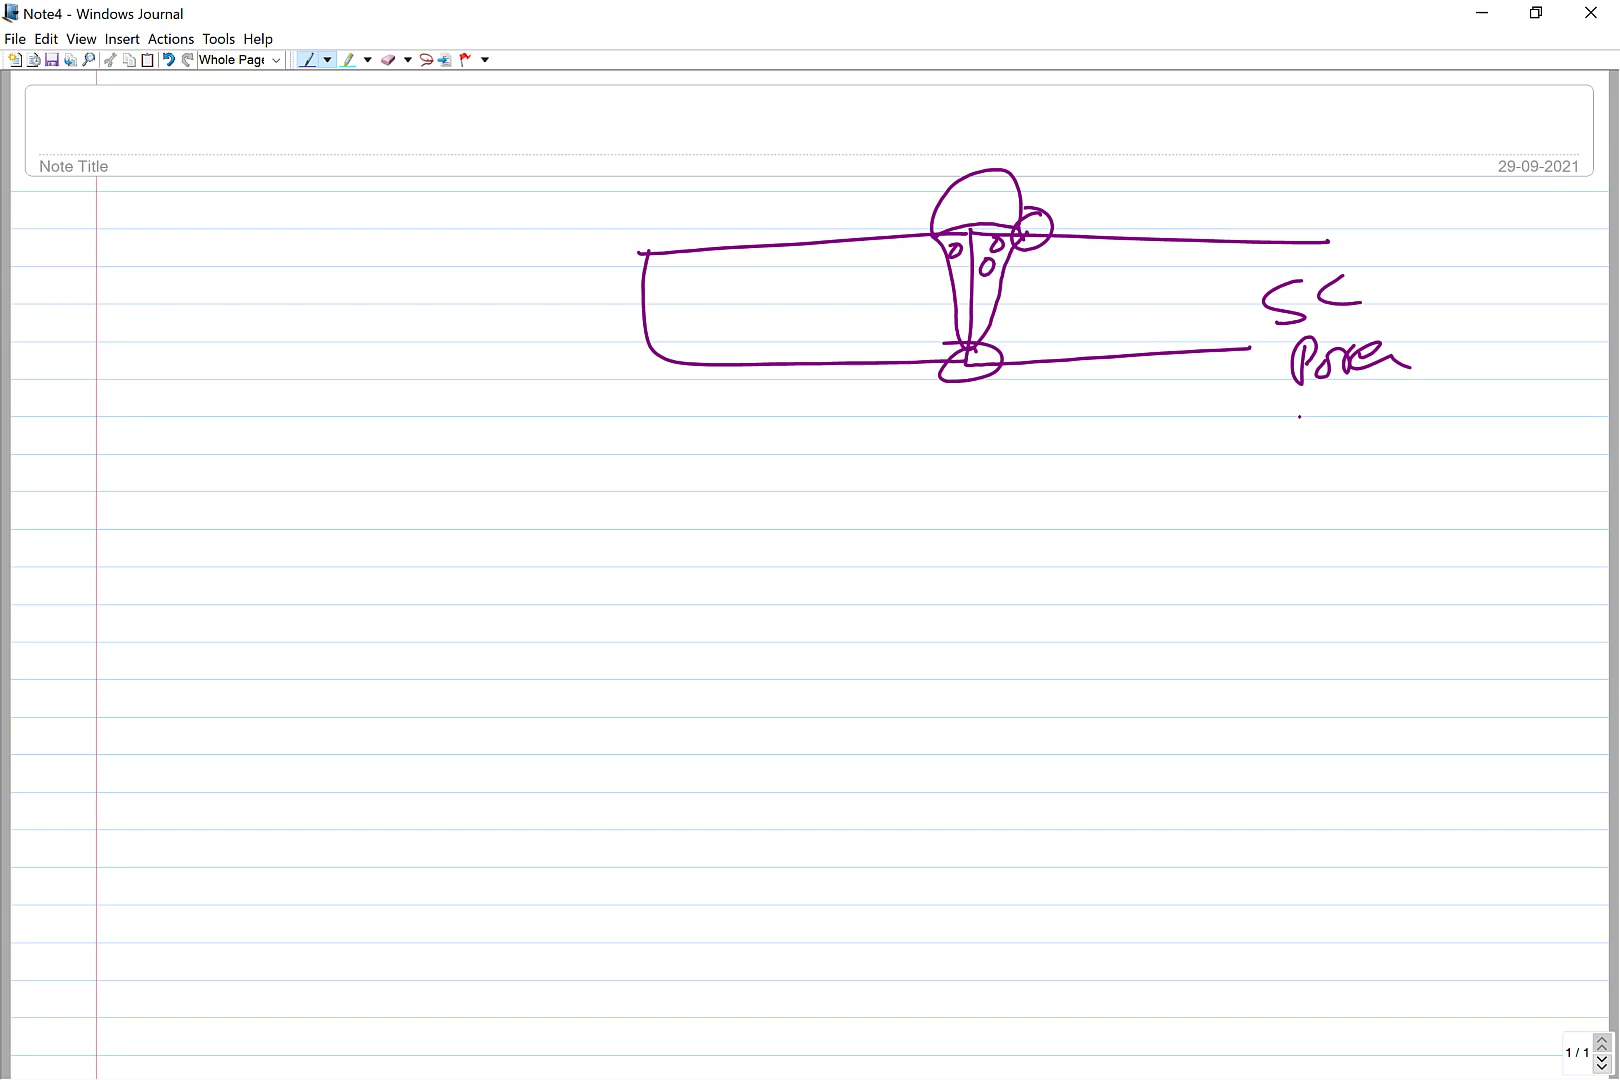 Note4 - Windows Journal
File Edit View Insert Actions Tools Help
Whole Page
Note Title
29-09-2021
SC
1 / 1